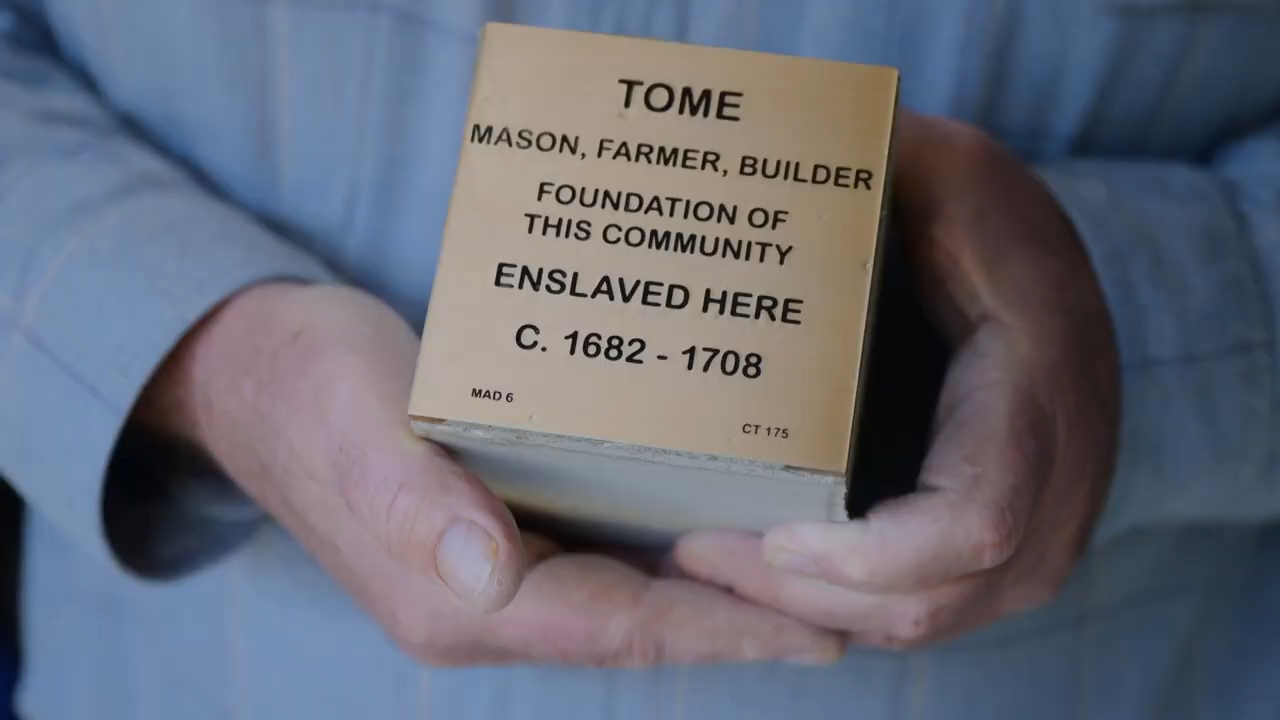 TOME
MASON, FARMER, BUILDER
FOUNDATION OF
THIS COMMUNITY
ENSLAVED HERE
C. 1682 - 1708
MAD 6
CT 175